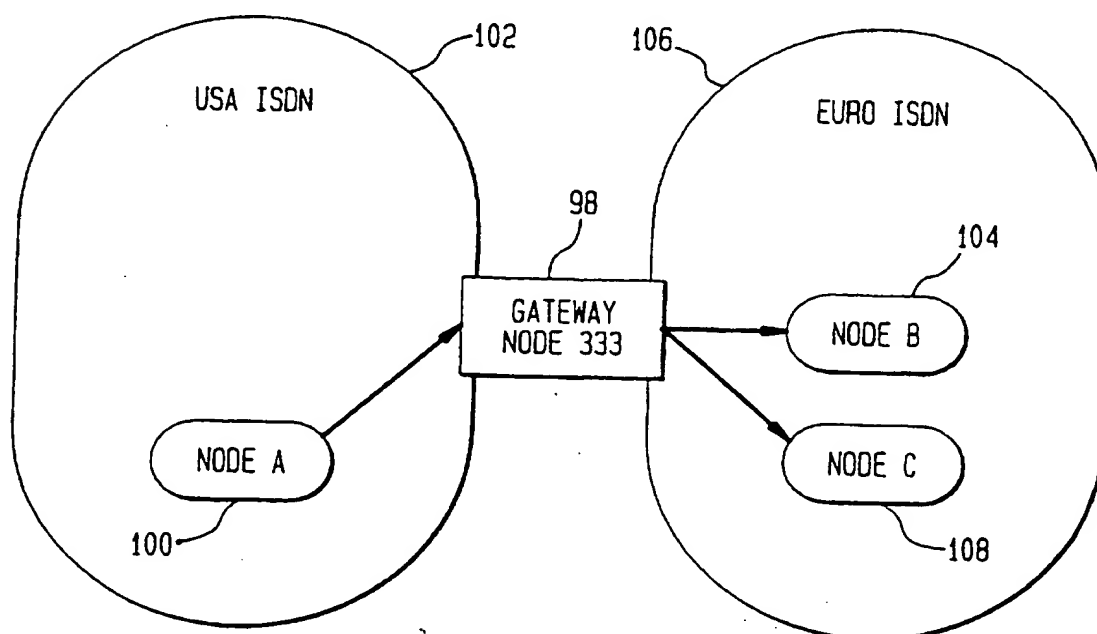 102
106
USA ISDN
EURO ISDN
98
104
GATEWAY
NODE 333
NODE B
NODE A
NODE C
100
108